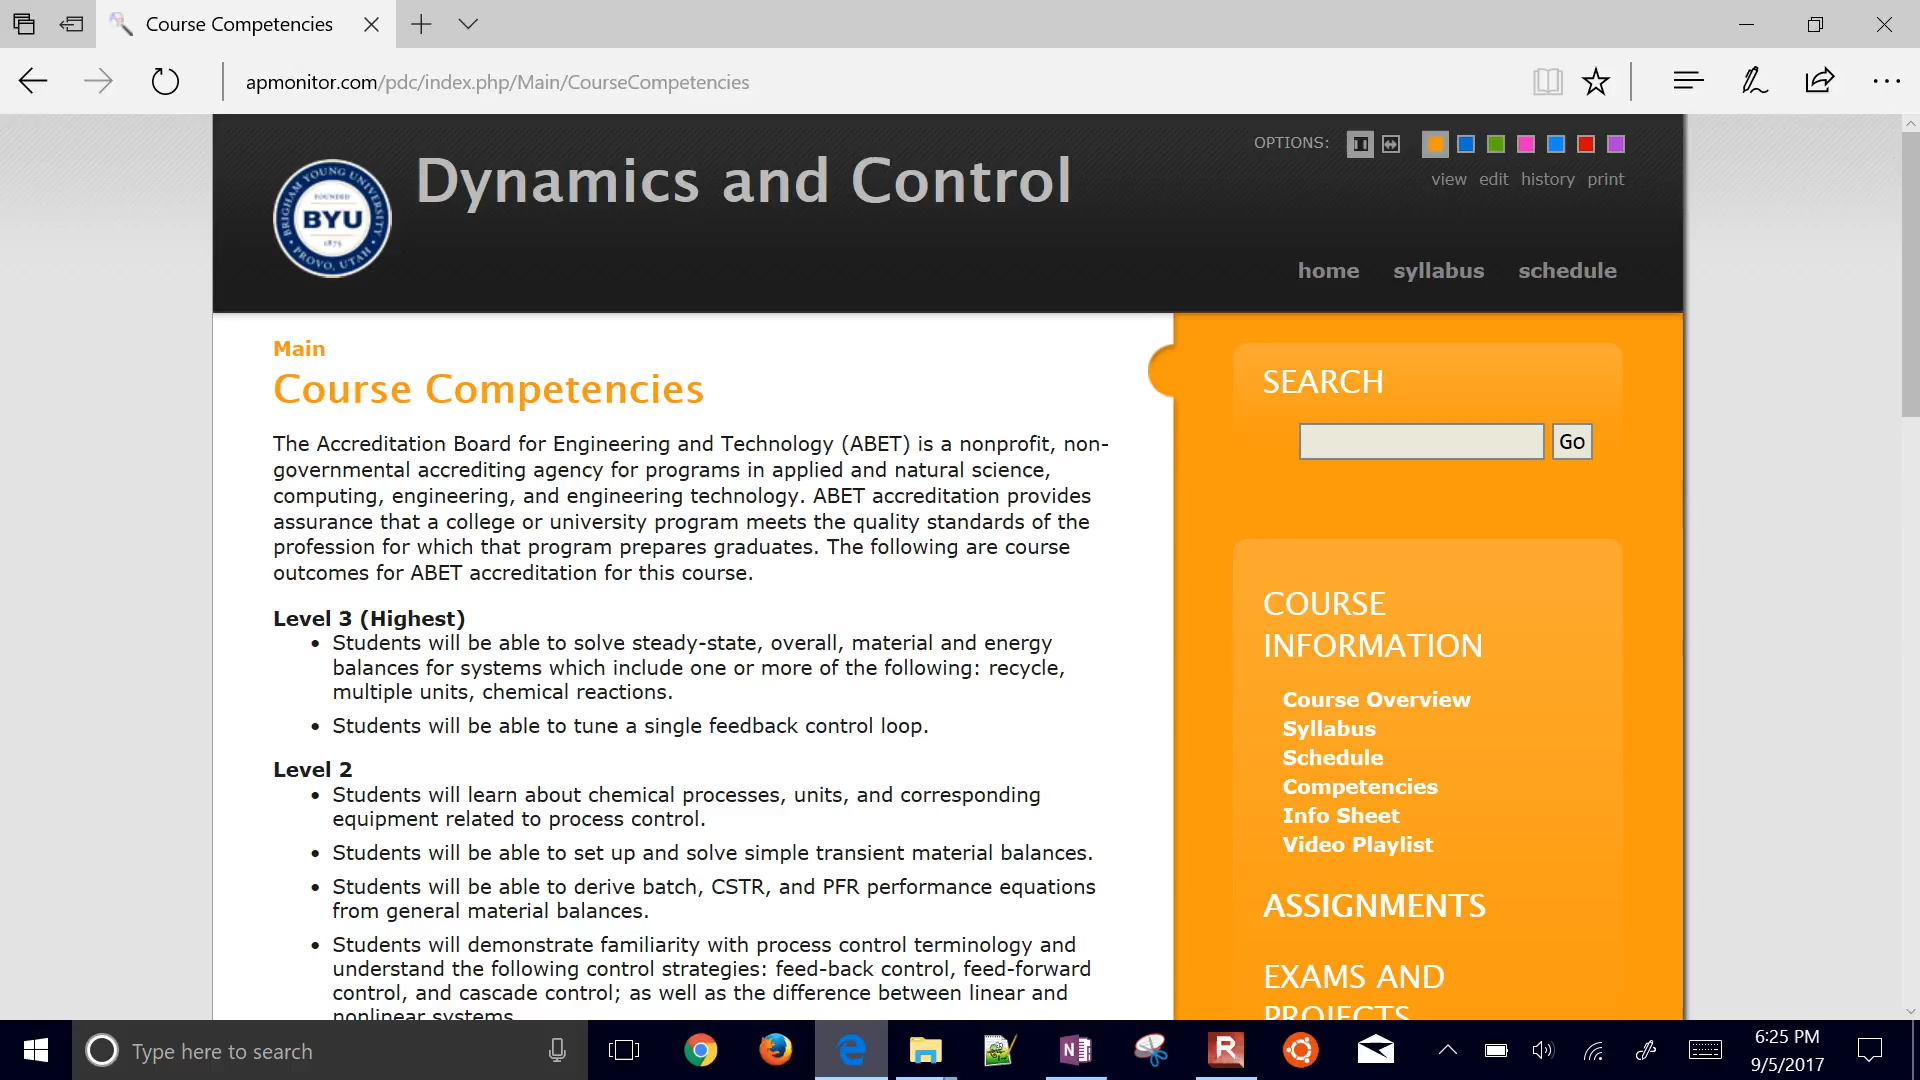 Course Competencies
apmonitor.com/pdc/index.php/Main/CourseCompetencies
OPTIONS:
view edit history print
BRIGHAM YOUNG UNIVERSITY
FOUNDED
BYU
1875
PROVO, UTAH
Dynamics and Control
home syllabus schedule
Main
Course Competencies
The Accreditation Board for Engineering and Technology (ABET) is a nonprofit, non-
governmental accrediting agency for programs in applied and natural science,
computing, engineering, and engineering technology. ABET accreditation provides
assurance that a college or university program meets the quality standards of the
profession for which that program prepares graduates. The following are course
outcomes for ABET accreditation for this course.
Level 3 (Highest)
• Students will be able to solve steady-state, overall, material and energy
balances for systems which include one or more of the following: recycle,
multiple units, chemical reactions.
• Students will be able to tune a single feedback control loop.
Level 2
• Students will learn about chemical processes, units, and corresponding
equipment related to process control.
• Students will be able to set up and solve simple transient material balances.
• Students will be able to derive batch, CSTR, and PFR performance equations
from general material balances.
• Students will demonstrate familiarity with process control terminology and
understand the following control strategies: feed-back control, feed-forward
control, and cascade control; as well as the difference between linear and
nonlinear systems.
SEARCH
Go
COURSE
INFORMATION
Course Overview
Syllabus
Schedule
Competencies
Info Sheet
Video Playlist
ASSIGNMENTS
EXAMS AND
PROJECTS
Type here to search
6:25 PM
9/5/2017